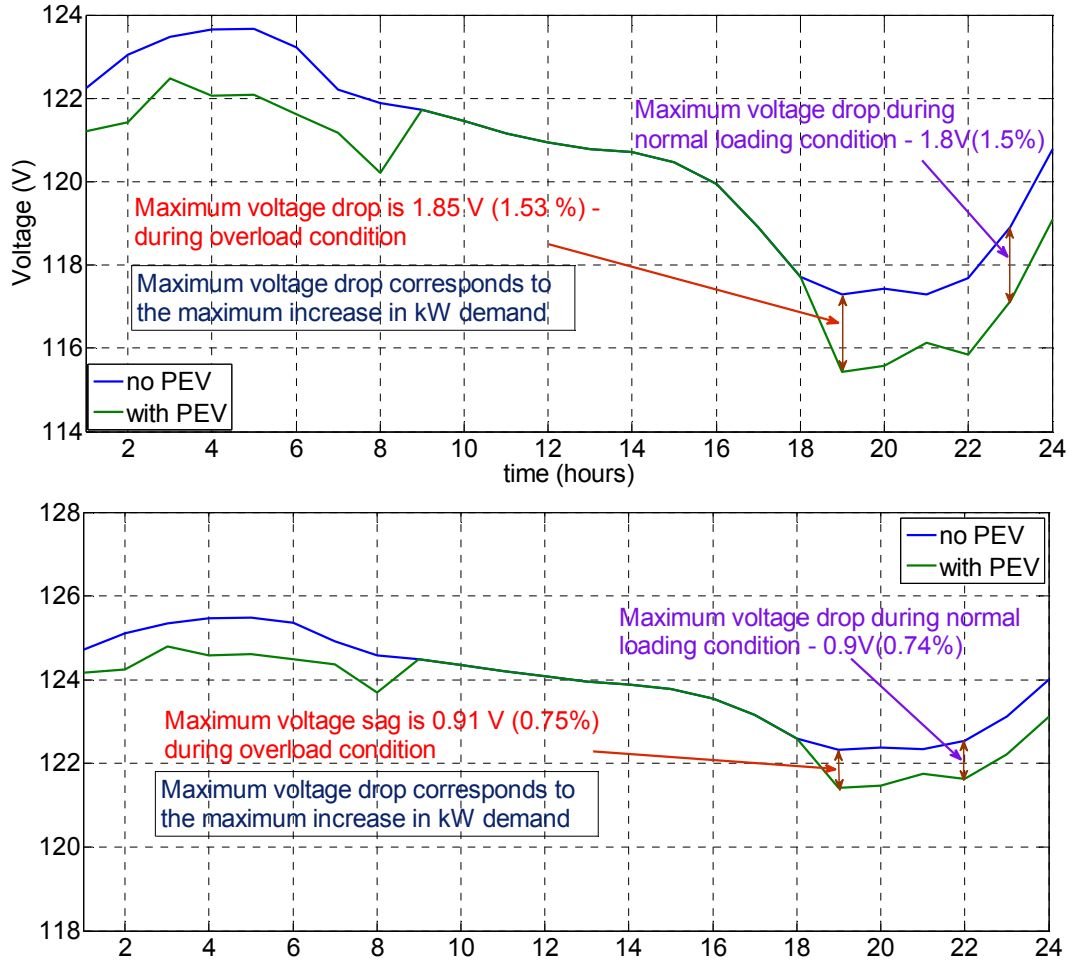 124
122
120
118
116
114
Voltage (V)
Maximum voltage drop during
normal loading condition - 1.8V(1.5%)
Maximum voltage drop is 1.85 V (1.53 %) -
during overload condition
Maximum voltage drop corresponds to
the maximum increase in kW demand
no PEV
with PEV
2 4 6 8 10 12 14 16 18 20 22 24
time (hours)
128
126
124
122
120
118
no PEV
with PEV
Maximum voltage drop during normal
loading condition - 0.9V(0.74%)
Maximum voltage sag is 0.91 V (0.75%)
during overload condition
Maximum voltage drop corresponds to
the maximum increase in kW demand
2 4 6 8 10 12 14 16 18 20 22 24